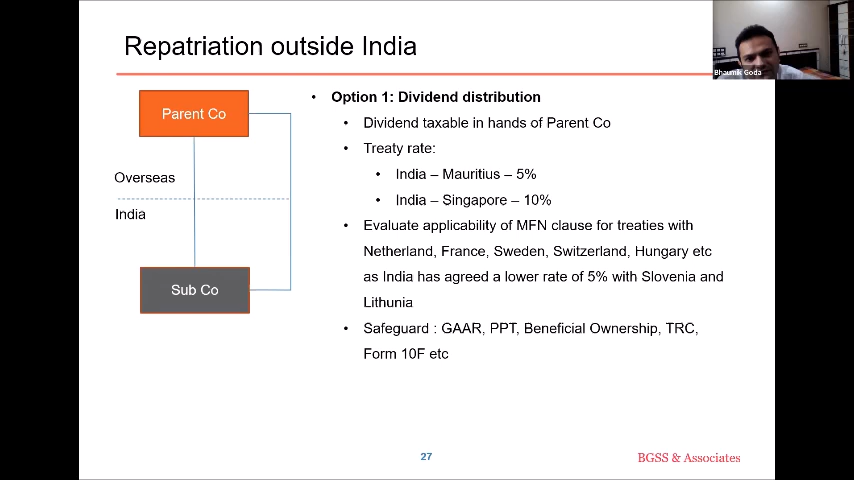 Repatriation outside India
Bhaumik Goda
Parent Co
Overseas
India
Sub Co
• Option 1: Dividend distribution
• Dividend taxable in hands of Parent Co
• Treaty rate:
• India – Mauritius – 5%
• India – Singapore – 10%
• Evaluate applicability of MFN clause for treaties with
Netherland, France, Sweden, Switzerland, Hungary etc
as India has agreed a lower rate of 5% with Slovenia and
Lithunia
• Safeguard : GAAR, PPT, Beneficial Ownership, TRC,
Form 10F etc
27
BGSS & Associates